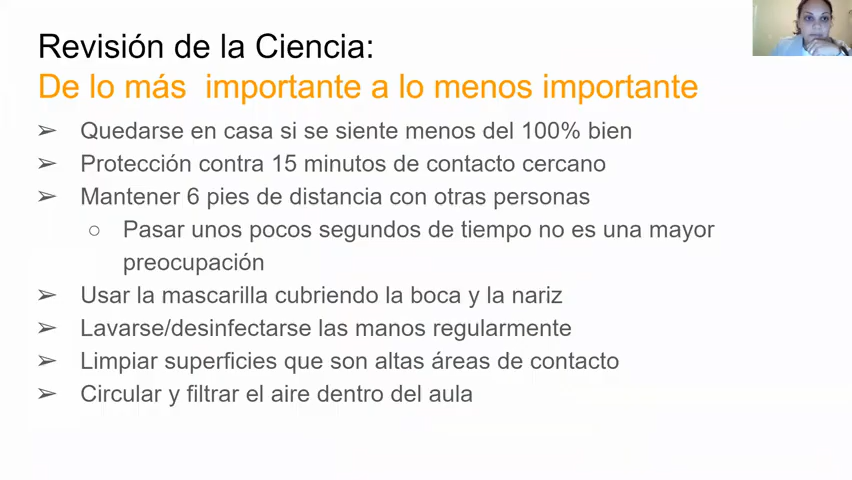 Revisión de la Ciencia:
De lo más importante a lo menos importante
➢ Quedarse en casa si se siente menos del 100% bien
➢ Protección contra 15 minutos de contacto cercano
➢ Mantener 6 pies de distancia con otras personas
○ Pasar unos pocos segundos de tiempo no es una mayor
preocupación
➢ Usar la mascarilla cubriendo la boca y la nariz
➢ Lavarse/desinfectarse las manos regularmente
➢ Limpiar superficies que son altas áreas de contacto
➢ Circular y filtrar el aire dentro del aula